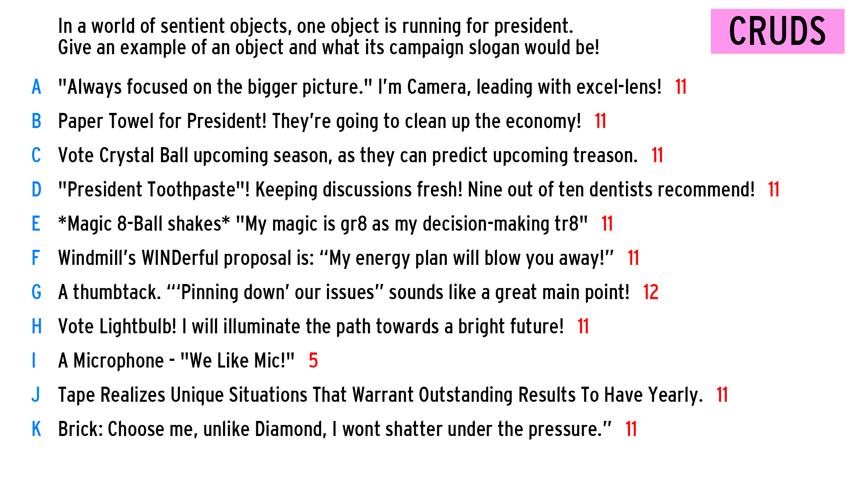 In a world of sentient objects, one object is running for president.
Give an example of an object and what its campaign slogan would be!
CRUDS
A "Always focused on the bigger picture." I'm Camera, leading with excel-lens! 11
B Paper Towel for President! They're going to clean up the economy! 11
C Vote Crystal Ball upcoming season, as they can predict upcoming treason. 11
D "President Toothpaste"! Keeping discussions fresh! Nine out of ten dentists recommend! 11
E *Magic 8-Ball shakes* "My magic is gr8 as my decision-making tr8" 11
F Windmill's WINDerful proposal is: “My energy plan will blow you away!” 11
G A thumbtack. “‘Pinning down’ our issues” sounds like a great main point! 12
H Vote Lightbulb! I will illuminate the path towards a bright future! 11
I A Microphone - "We Like Mic!" 5
J Tape Realizes Unique Situations That Warrant Outstanding Results To Have Yearly. 11
K Brick: Choose me, unlike Diamond, I wont shatter under the pressure.” 11